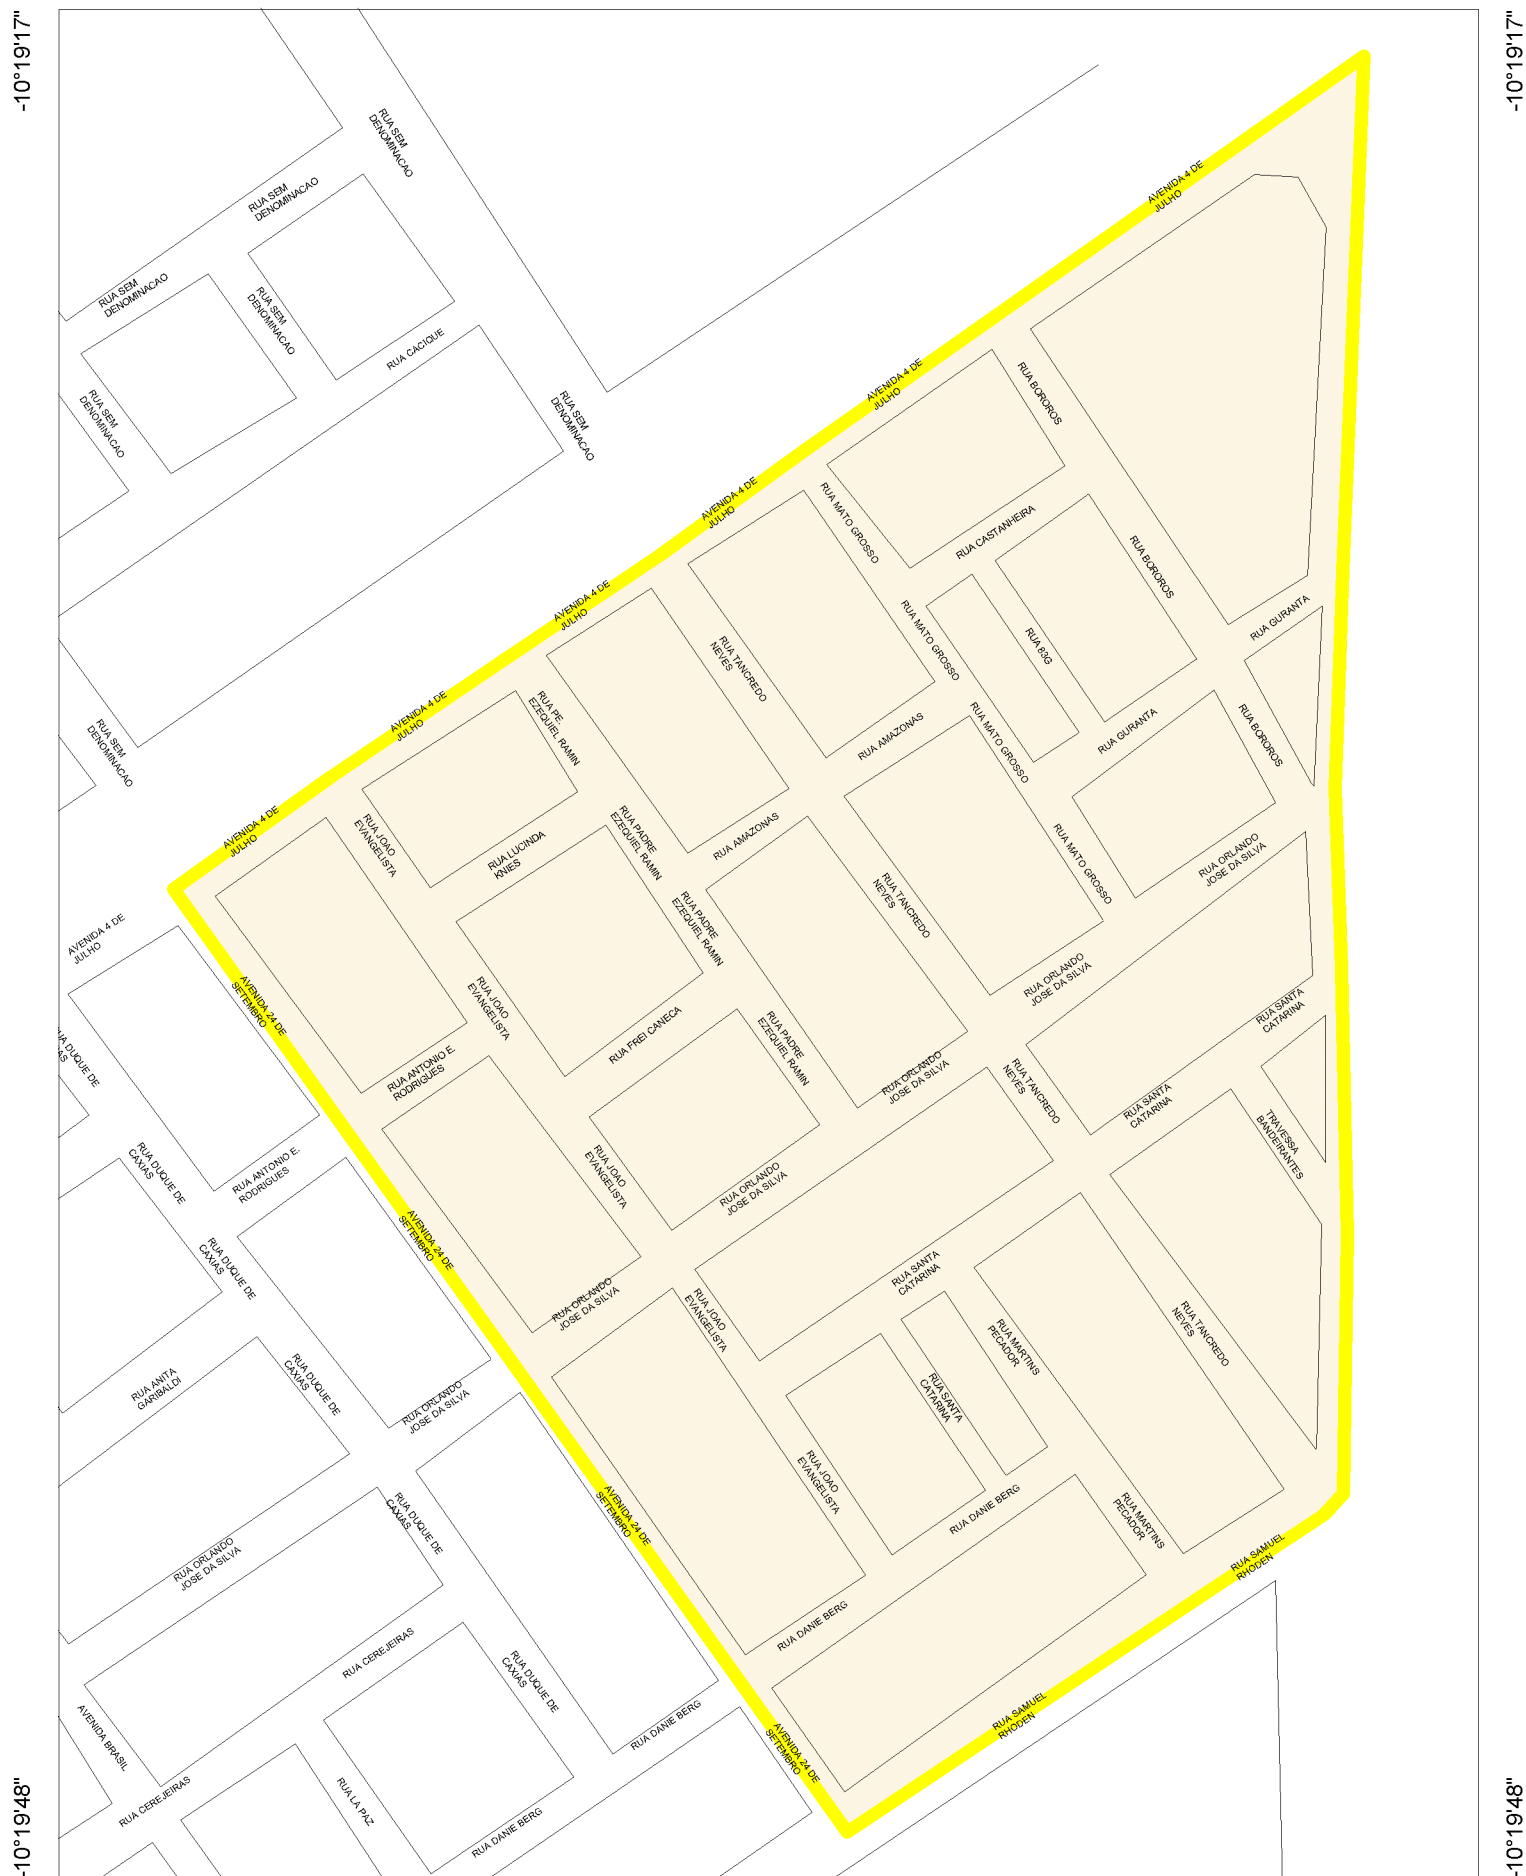 -10°19'17"
-10°19'17"
RUA SEM
DENOMINACAO
RUA SEM
DENOMINACAO
RUA SEM
DENOMINACAO
RUA SEM
DENOMINACAO
RUA CACIQUE
RUA SEM
DENOMINACAO
RUA SEM
DENOMINACAO
RUA SEM
DENOMINACAO
AVENIDA 4 DE
JULHO
AVENIDA 4 DE
JULHO
AVENIDA 4 DE
JULHO
AVENIDA 4 DE
JULHO
AVENIDA 4 DE
JULHO
AVENIDA 4 DE
JULHO
AVENIDA 4 DE
JULHO
RUA BOROROS
RUA MATO GROSSO
RUA CASTANHEIRA
RUA BOROROS
RUA GURANTA
RUA MATO GROSSO
RUA 83G
RUA TANCREDO
NEVES
RUA PE.
EZEQUIEL RAMIN
RUA AMAZONAS
RUA MATO GROSSO
RUA GURANTA
RUA BOROROS
RUA JOAO
EVANGELISTA
RUA LUCINDA
KNIES
RUA PADRE
EZEQUIEL RAMIN
RUA AMAZONAS
RUA MATO GROSSO
RUA ORLANDO
JOSE DA SILVA
RUA TANCREDO
NEVES
RUA PADRE
EZEQUIEL RAMIN
RUA ORLANDO
JOSE DA SILVA
AVENIDA 24 DE
SETEMBRO
RUA JOAO
EVANGELISTA
RUA FREI CANECA
RUA PADRE
EZEQUIEL RAMIN
RUA SANTA
CATARINA
RUA ANTONIO E.
RODRIGUES
RUA ORLANDO
JOSE DA SILVA
RUA TANCREDO
NEVES
RUA SANTA
CATARINA
TRAVESSA
BANDEIRANTES
DUQUE DE
RUA DUQUE DE
CAXIAS
RUA ANTONIO E.
RODRIGUES
RUA JOAO
EVANGELISTA
RUA ORLANDO
JOSE DA SILVA
RUA DUQUE DE
CAXIAS
AVENIDA 24 DE
SETEMBRO
RUA ORLANDO
JOSE DA SILVA
RUA JOAO
EVANGELISTA
RUA SANTA
CATARINA
RUA MARTINS
PECADOR
RUA TANCREDO
NEVES
RUA ANITA
GARIBALDI
RUA DUQUE DE
CAXIAS
RUA ORLANDO
JOSE DA SILVA
RUA SANTA
CATARINA
RUA JOAO
EVANGELISTA
RUA DANIE BERG
RUA MARTINS
PECADOR
RUA DUQUE DE
CAXIAS
AVENIDA 24 DE
SETEMBRO
RUA ORLANDO
JOSE DA SILVA
RUA SAMUEL
RHODEN
RUA DANIE BERG
RUA CEREJEIRAS
RUA DUQUE DE
CAXIAS
RUA SAMUEL
RHODEN
AVENIDA BRASIL
RUA DANIE BERG
AVENIDA 24 DE
SETEMBRO
RUA CEREJEIRAS
RUA LA PAZ
RUA DANIE BERG
-10°19'48"
-10°19'48"